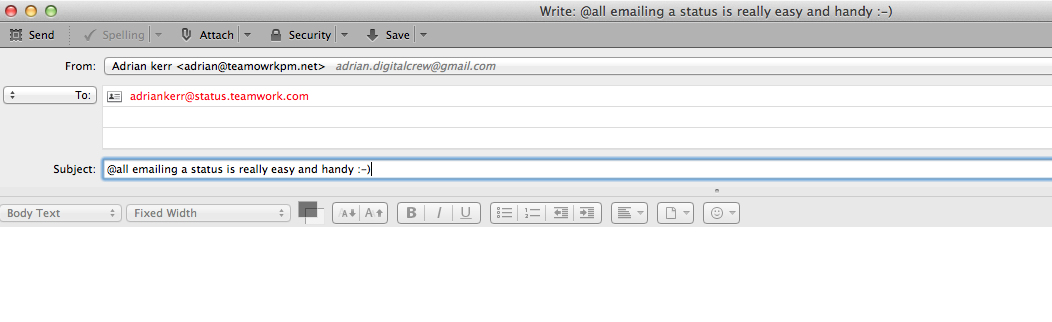 Write: @all emailing a status is really easy and handy :-)
Send Spelling Attach Security Save
From: Adrian kerr <adrian@teamowrkpm.net> adrian.digitalcrew@gmail.com
To: adriankerr@status.teamwork.com
Subject: @all emailing a status is really easy and handy :-)
Body Text Fixed Width A A B I U